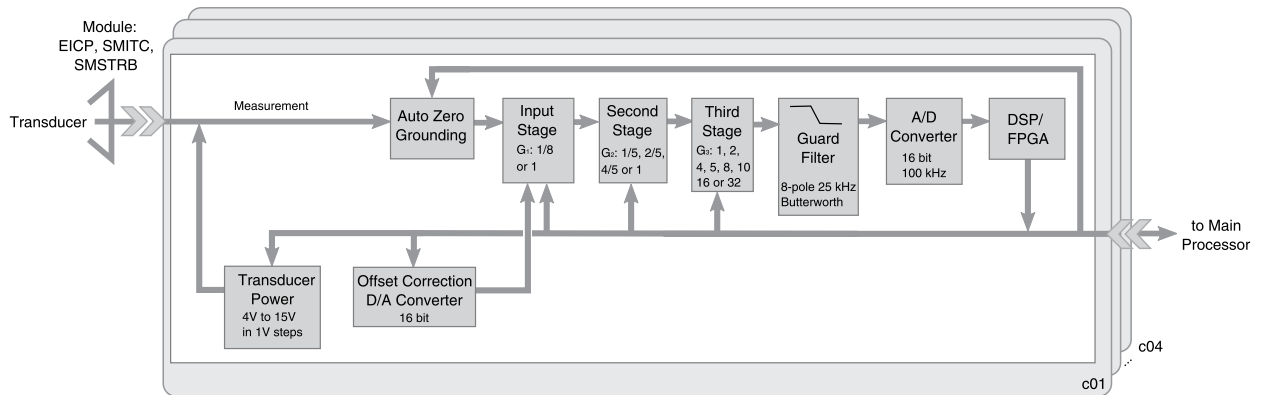 Module:
EICP, SMITC,
SMSTRB
Transducer
Measurement
Auto Zero
Grounding
Input
Stage
G₁: 1/8
or 1
Second
Stage
G₂: 1/5, 2/5,
4/5 or 1
Third
Stage
G₃: 1, 2,
4, 5, 8, 10
16 or 32
Guard
Filter
8-pole 25 kHz
Butterworth
A/D
Converter
16 bit
100 kHz
DSP/
FPGA
to Main
Processor
Transducer
Power
4V to 15V
in 1V steps
Offset Correction
D/A Converter
16 bit
c04
c01